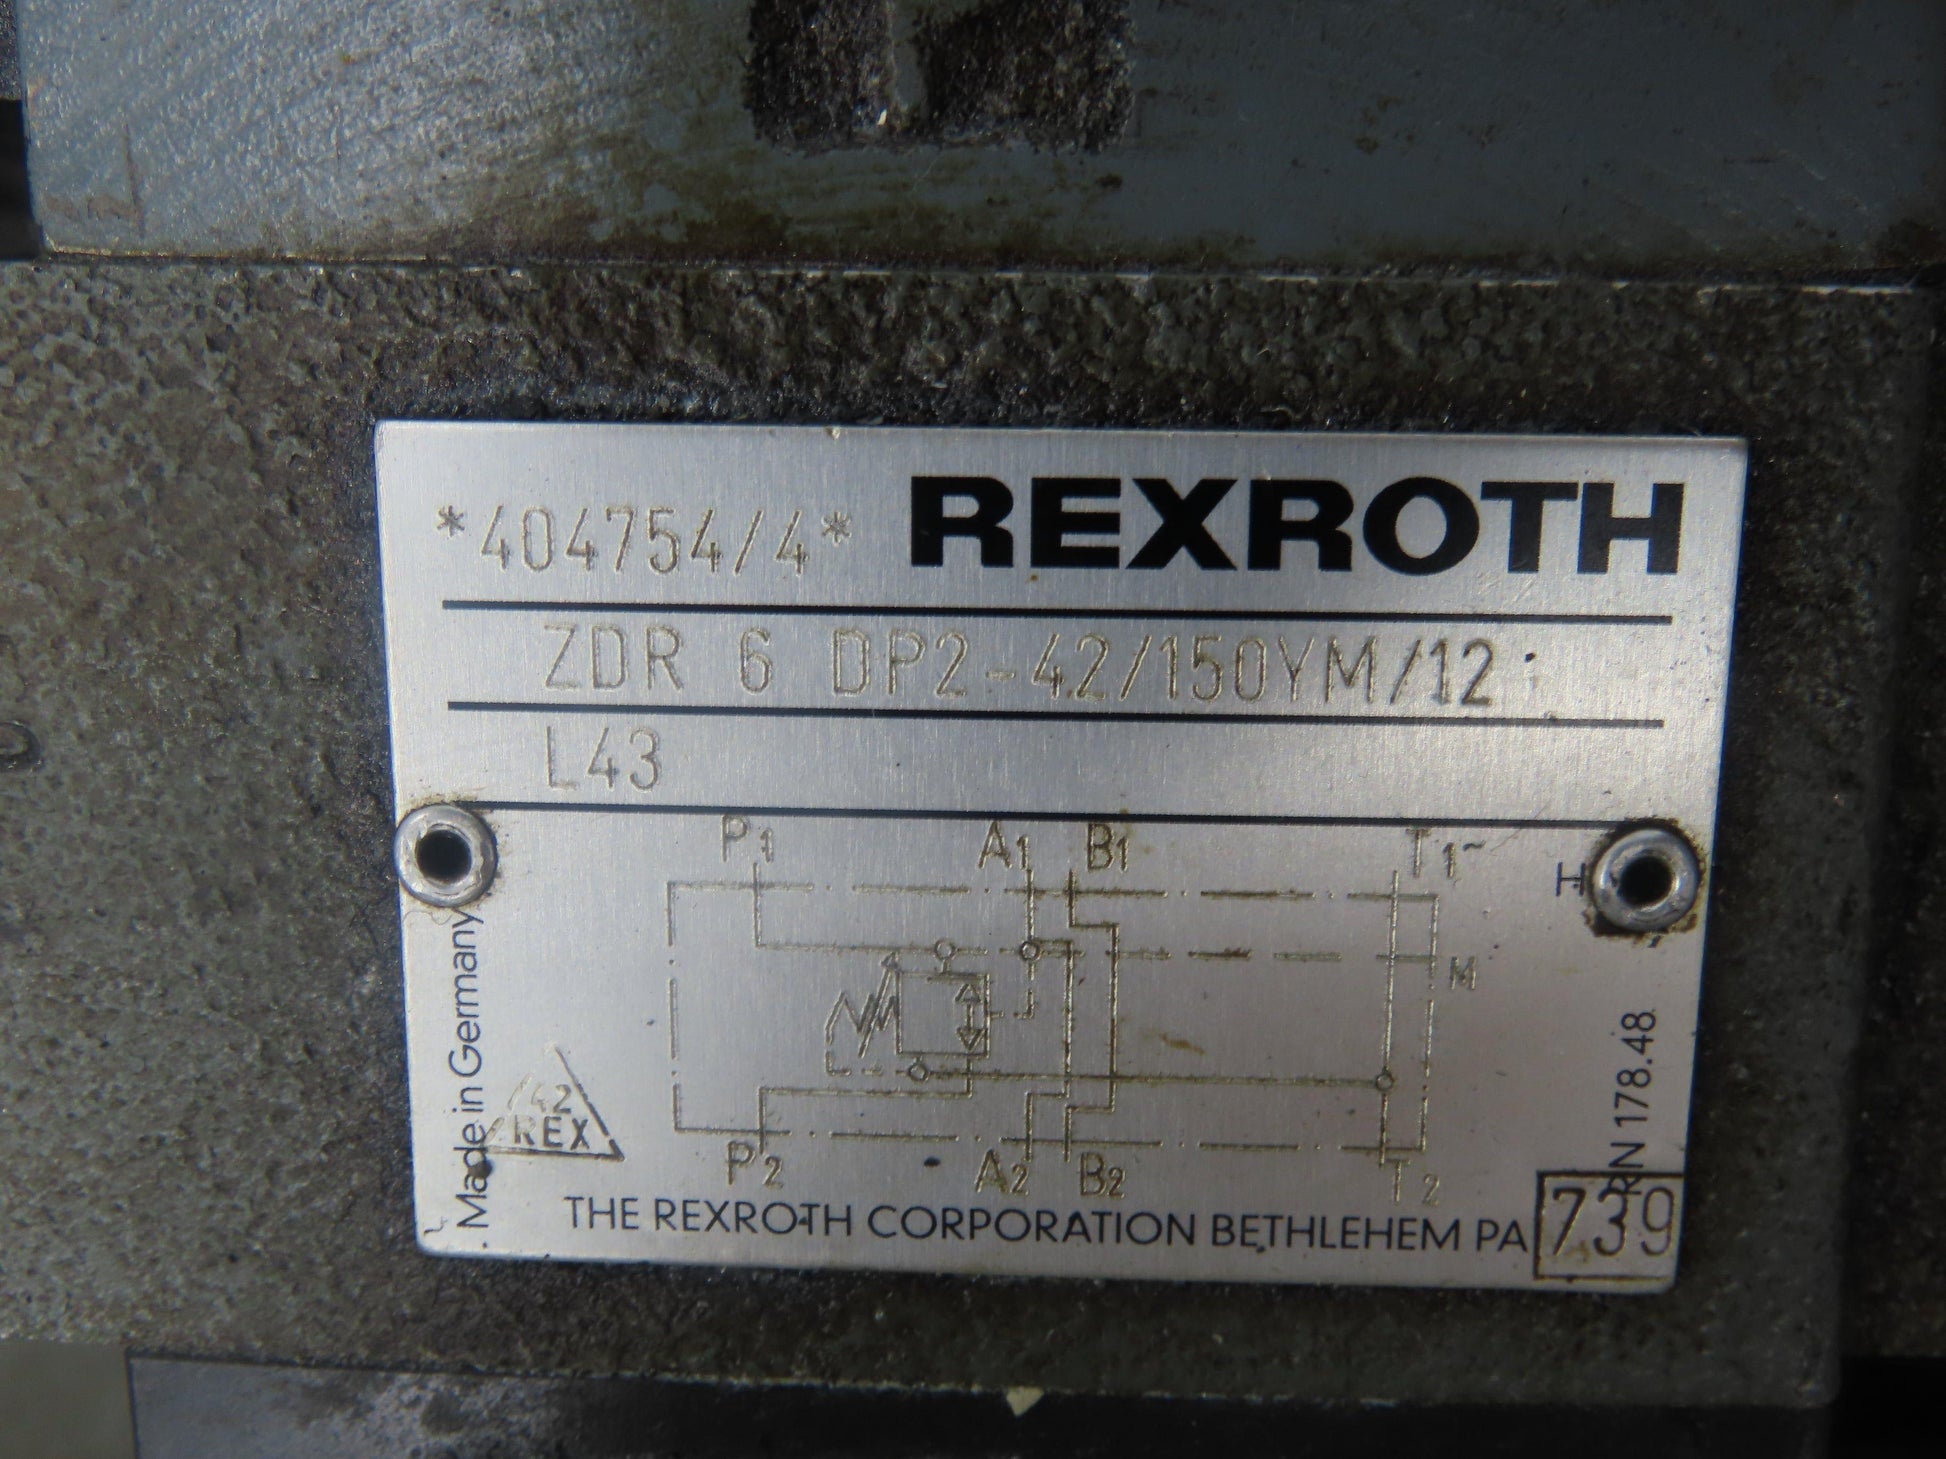 *404754/4* REXROTH
ZDR 6 DP2-42/150YM/12
L43
P1 A1 B1 T1~
H
M
Made in Germany
742
REX
RN 178.48
P2 A2 B2 T2
THE REXROTH CORPORATION BETHLEHEM PA 739